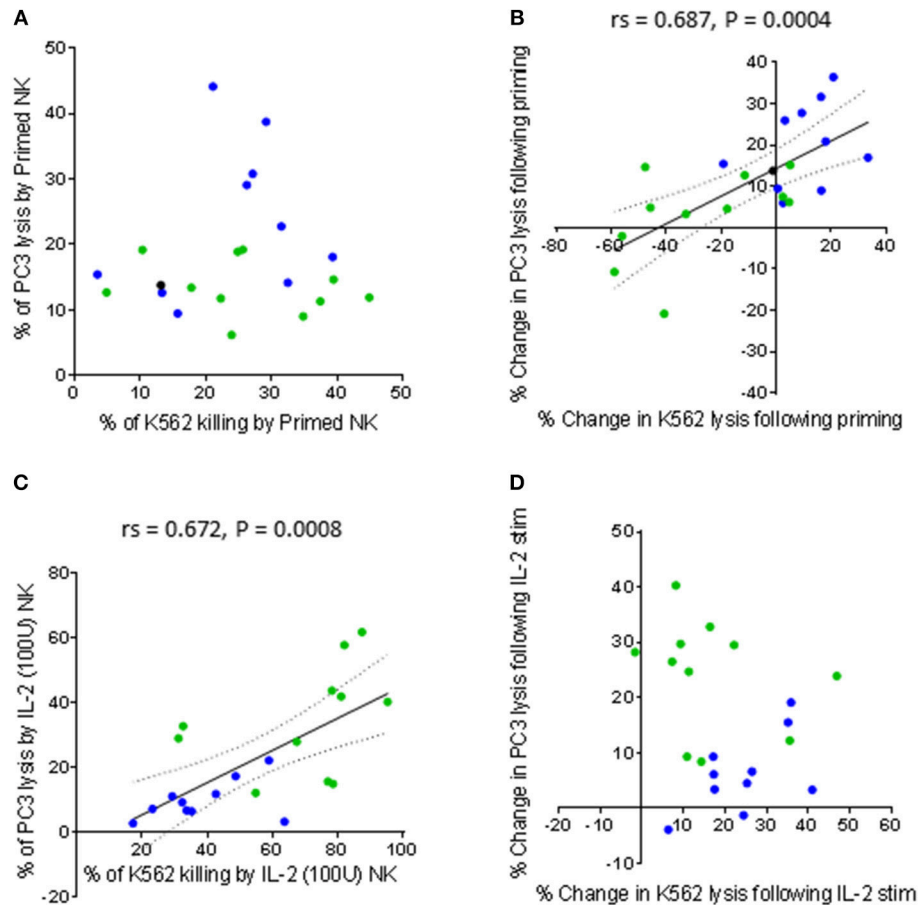 A
50
40
30
20
10
0
0 10 20 30 40 50
% of PC3 lysis by Primed NK
% of K562 killing by Primed NK
B
rs = 0.687, P = 0.0004
% Change in PC3 lysis following priming
40
30
20
10
-80 -60 -40 -20 0 20 40
-10
-20
-30
-40
% Change in K562 lysis following priming
C
rs = 0.672, P = 0.0008
% of PC3 lysis by IL-2 (100U) NK
80
60
40
20
0
20 40 60 80 100
-20
% of K562 killing by IL-2 (100U) NK
D
% Change in PC3 lysis following IL-2 stim
50
40
30
20
10
-20 -10 0 10 20 30 40 50 60
-10
% Change in K562 lysis following IL-2 stim